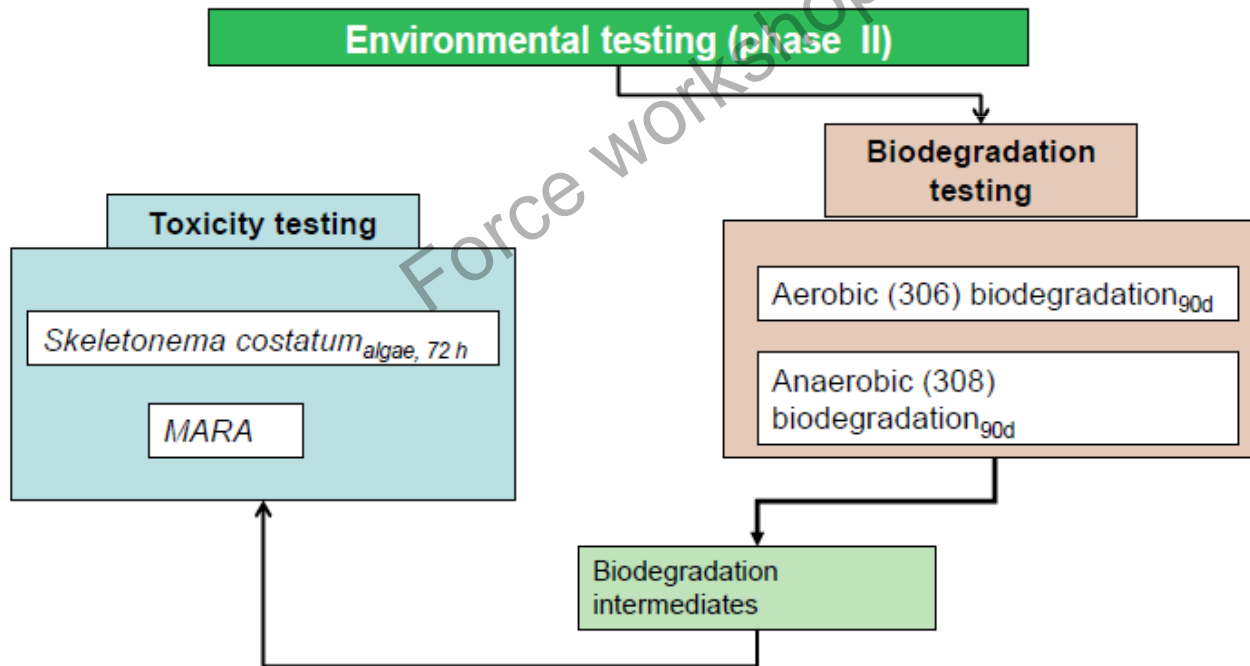 Environmental testing (phase II)
Force workshop
Biodegradation
testing
Toxicity testing
Aerobic (306) biodegradation90d
Skeletonema costatumalgae, 72 h
Anaerobic (308)
biodegradation90d
MARA
Biodegradation
intermediates